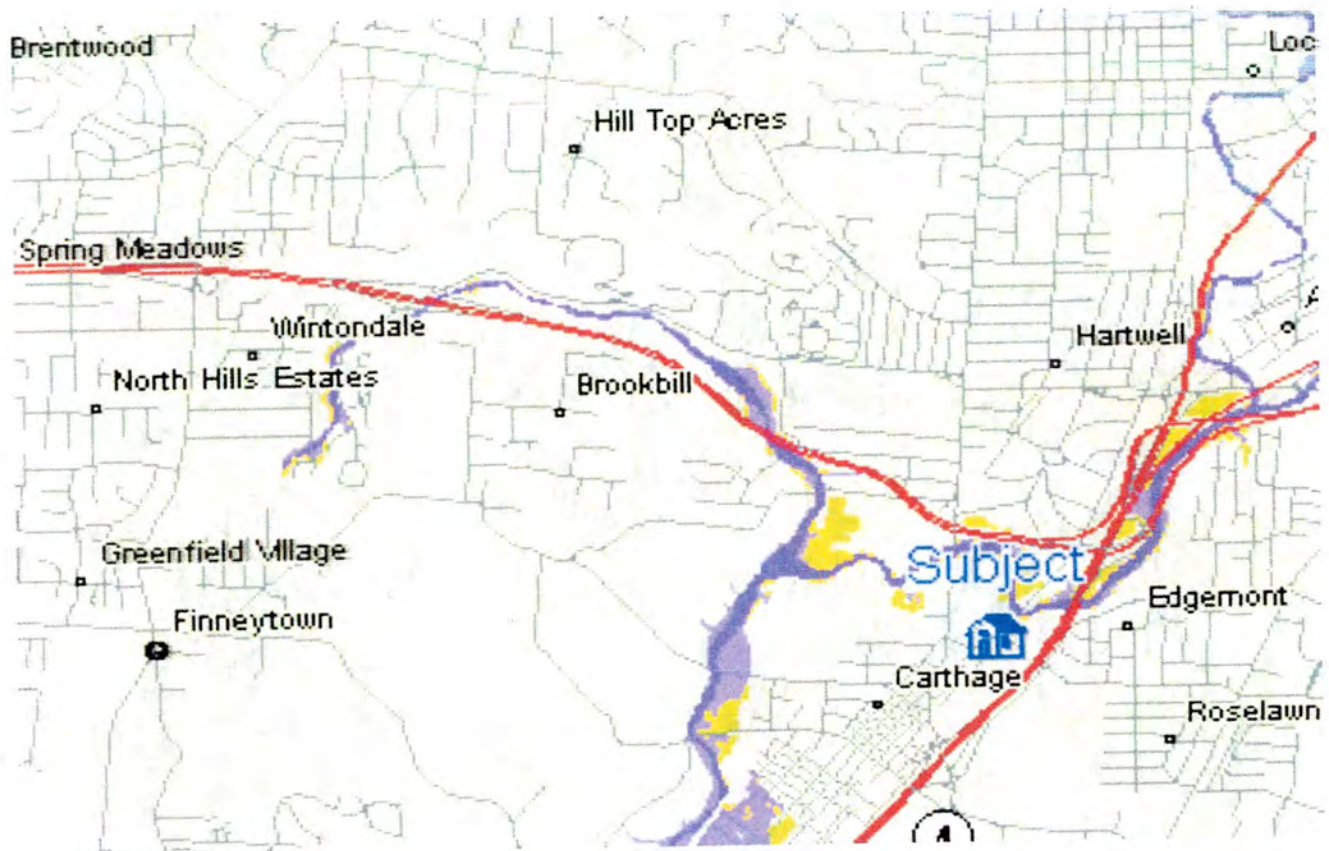 Brentwood
Loc
Hill Top Acres
Spring Meadows
A
Wintondale
Hartwell
North Hills Estates
Brookbill
Subject
Greenfield Village
Edgemont
Finneytown
Carthage
Roselawn
A